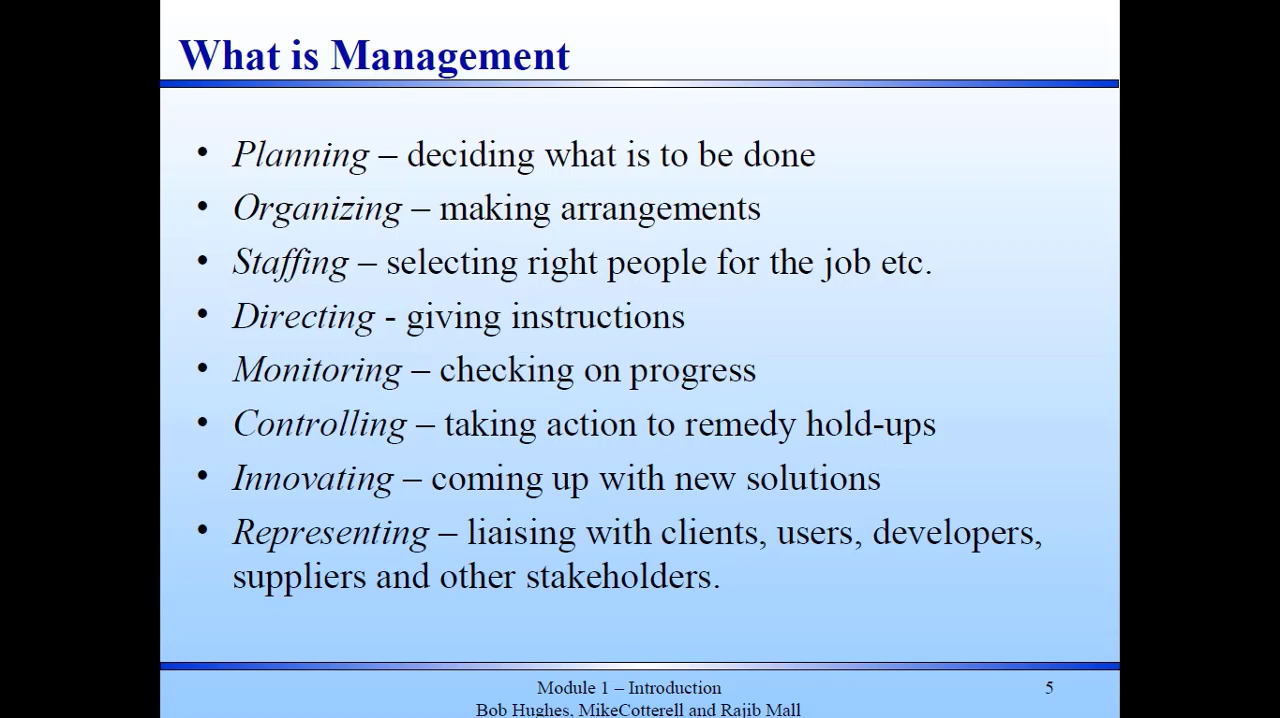 What is Management
• Planning – deciding what is to be done
• Organizing – making arrangements
• Staffing – selecting right people for the job etc.
• Directing - giving instructions
• Monitoring – checking on progress
• Controlling – taking action to remedy hold-ups
• Innovating – coming up with new solutions
• Representing – liaising with clients, users, developers,
suppliers and other stakeholders.
Module 1 – Introduction 5
Bob Hughes, MikeCotterell and Rajib Mall